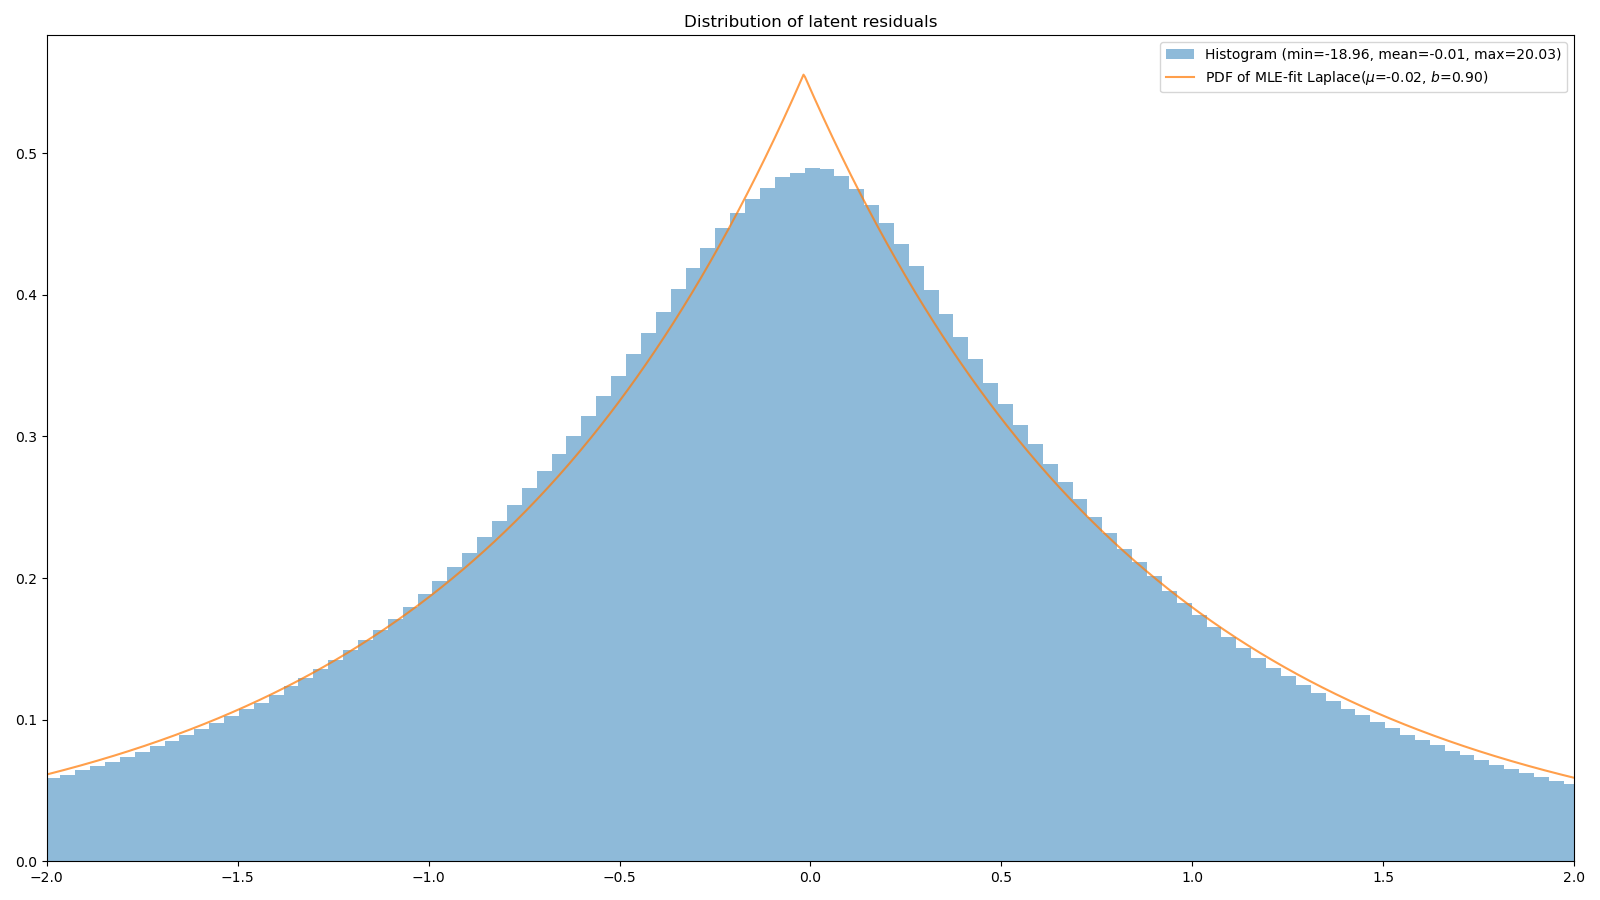 Distribution of latent residuals
Histogram (min=-18.96, mean=-0.01, max=20.03)
PDF of MLE-fit Laplace(μ=-0.02, b=0.90)
0.5
0.4
0.3
0.2
0.1
0.0
−2.0 −1.5 −1.0 −0.5 0.0 0.5 1.0 1.5 2.0